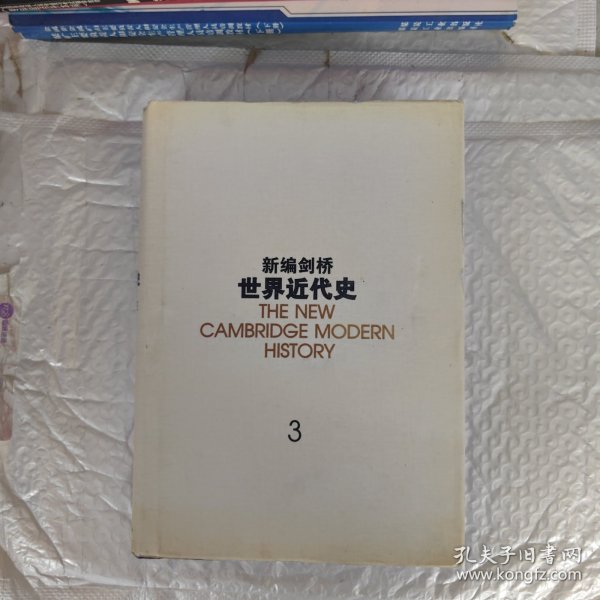 新编剑桥
世界近代史
THE NEW
CAMBRIDGE MODERN
HISTORY
3
孔夫子旧书网
www.kongfz.com